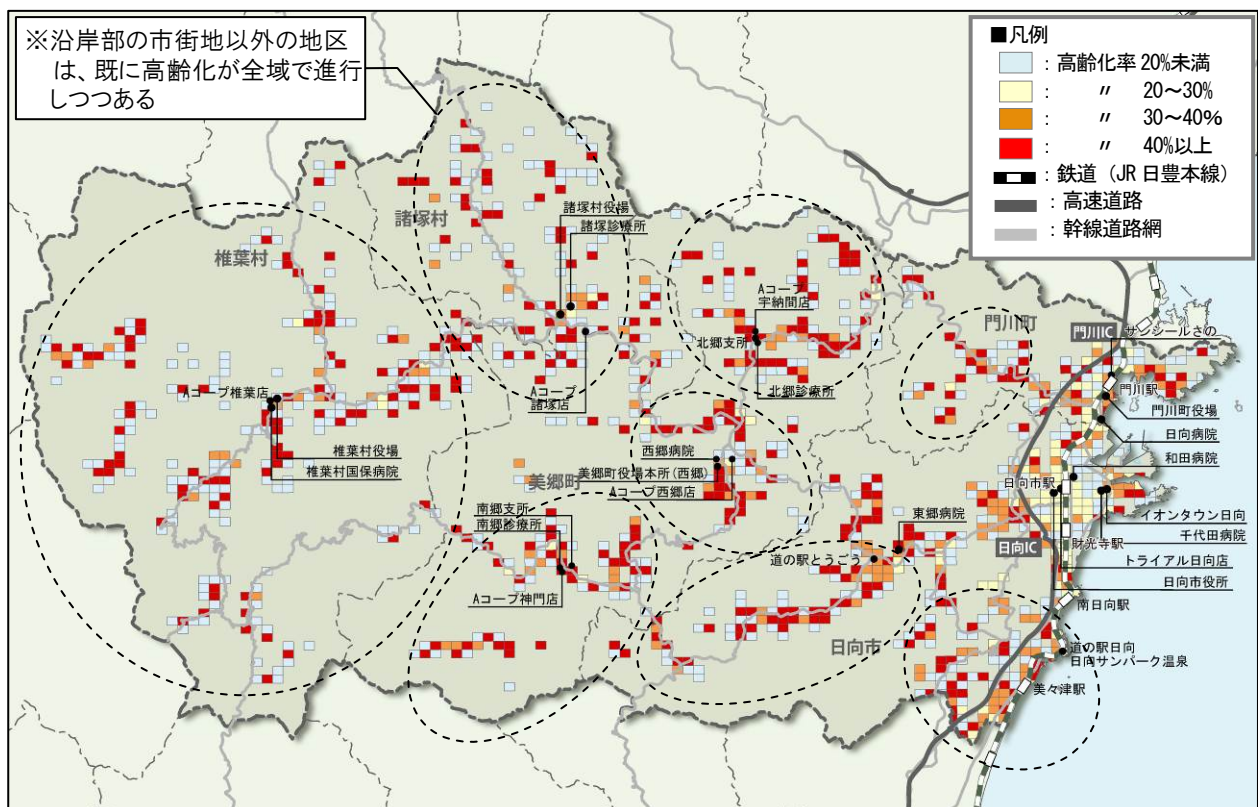 ※沿岸部の市街地以外の地区
は、既に高齢化が全域で進行
しつつある
■凡例
：高齢化率 20%未満
： 〃 20～30%
： 〃 30～40%
： 〃 40%以上
：鉄道（JR 日豊本線）
：高速道路
：幹線道路網
諸塚村
諸塚村役場
諸塚診療所
椎葉村
Aコープ
宇納間店
北郷支所
門川町
門川IC
サンシールさの
Aコープ椎葉店
Aコープ
諸塚店
北郷診療所
門川駅
門川町役場
日向病院
椎葉村役場
椎葉村国保病院
西郷病院
美郷町
美郷町役場本所(西郷)
Aコープ西郷店
和田病院
日向市駅
南郷支所
南郷診療所
東郷病院
イオンタウン日向
千代田病院
日向IC
財光寺駅
道の駅とうごう
トライアル日向店
日向市役所
Aコープ神門店
南日向駅
日向市
道の駅日向
日向サンパーク温泉
美々津駅